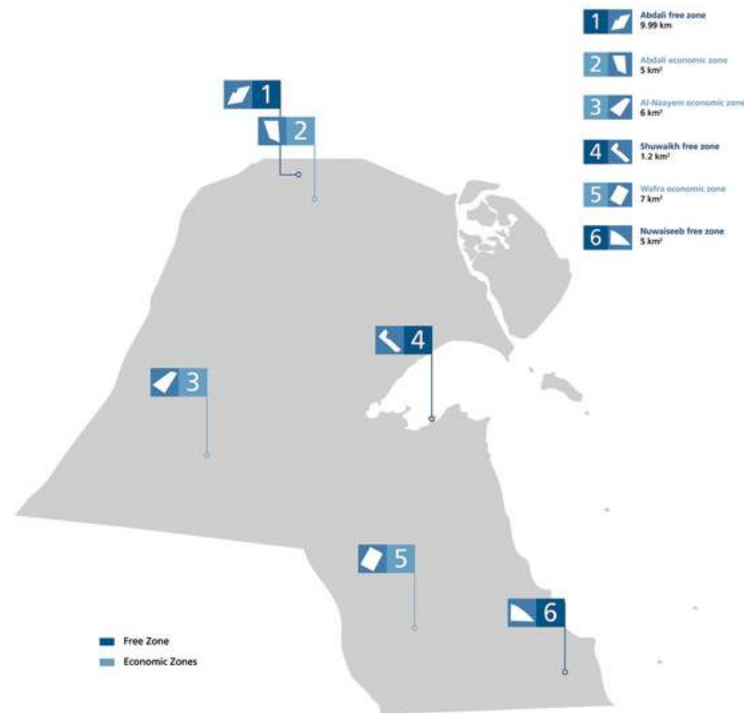 1
Abdali free zone
9.99 km
2
Abdali economic zone
5 km²
3
Al-Naayem economic zone
6 km²
4
Shuwaikh free zone
1.2 km²
5
Wafra economic zone
7 km²
6
Nuwaiseeb free zone
5 km²
1
2
4
3
5
6
Free Zone
Economic Zones